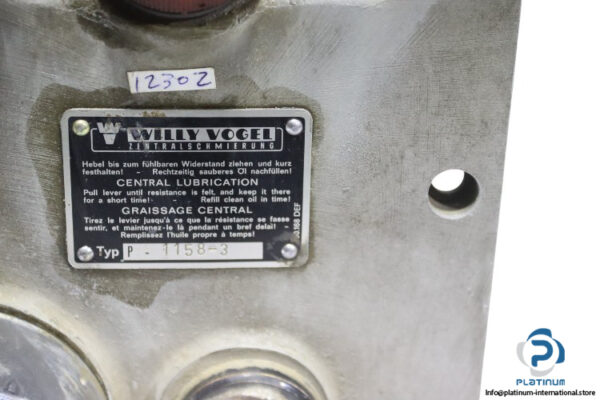 12302
WILLY VOGEL
ZENTRALSCHMIERUNG
Hebel bis zum fühlbaren Widerstand ziehen und kurz
festhalten! - Rechtzeitig sauberes Öl nachfüllen!
CENTRAL LUBRICATION
Pull lever until resistance is felt, and keep it there
for a short time! - Refill clean oil in time!
GRAISSAGE CENTRAL
Tirez le levier jusqu'à ce que la résistance se fasse
sentir, et maintenez-le là pendant un bref delai! -
Remplissez l'huile propre à temps!
Typ P - 1158-3
PLATINUM
Info@platinum-international.store